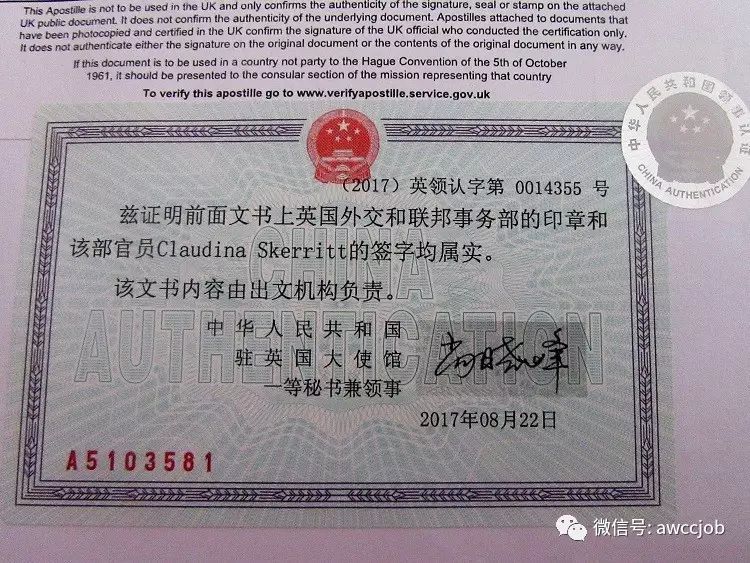 This Apostille is not to be used in the UK and only confirms the authenticity of the signature, seal or stamp on the attached
UK public document. It does not confirm the authenticity of the underlying document. Apostilles attached to documents that
have been photocopied and certified in the UK confirm the signature of the UK official who conducted the certification only.
It does not authenticate either the signature on the original document or the contents of the original document in any way.
If this document is to be used in a country not party to the Hague Convention of the 5th of October
1961, it should be presented to the consular section of the mission representing that country
To verify this apostille go to www.verifyapostille.service.gov.uk
中华人民共和国领事认证
CHINA AUTHENTICATION
（2017）英领认字第 0014355 号
兹证明前面文书上英国外交和联邦事务部的印章和
该部官员Claudina Skerritt的签字均属实。
该文书内容由出文机构负责。
CHINA
AUTHENTICATION
中华人民共和国
驻英国大使馆
一等秘书兼领事
2017年08月22日
A5103581
微信号: awccjob